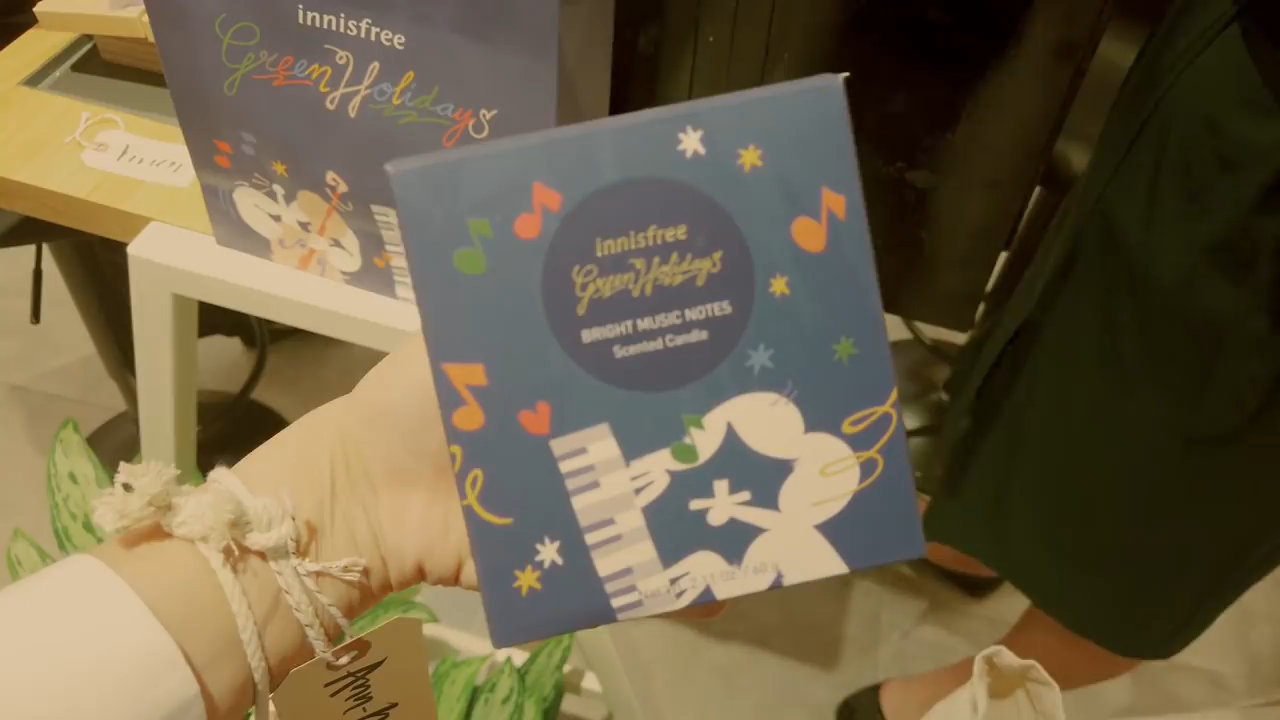 innisfree
Green Holidays
innisfree
Green Holidays
BRIGHT MUSIC NOTES
Scented Candle